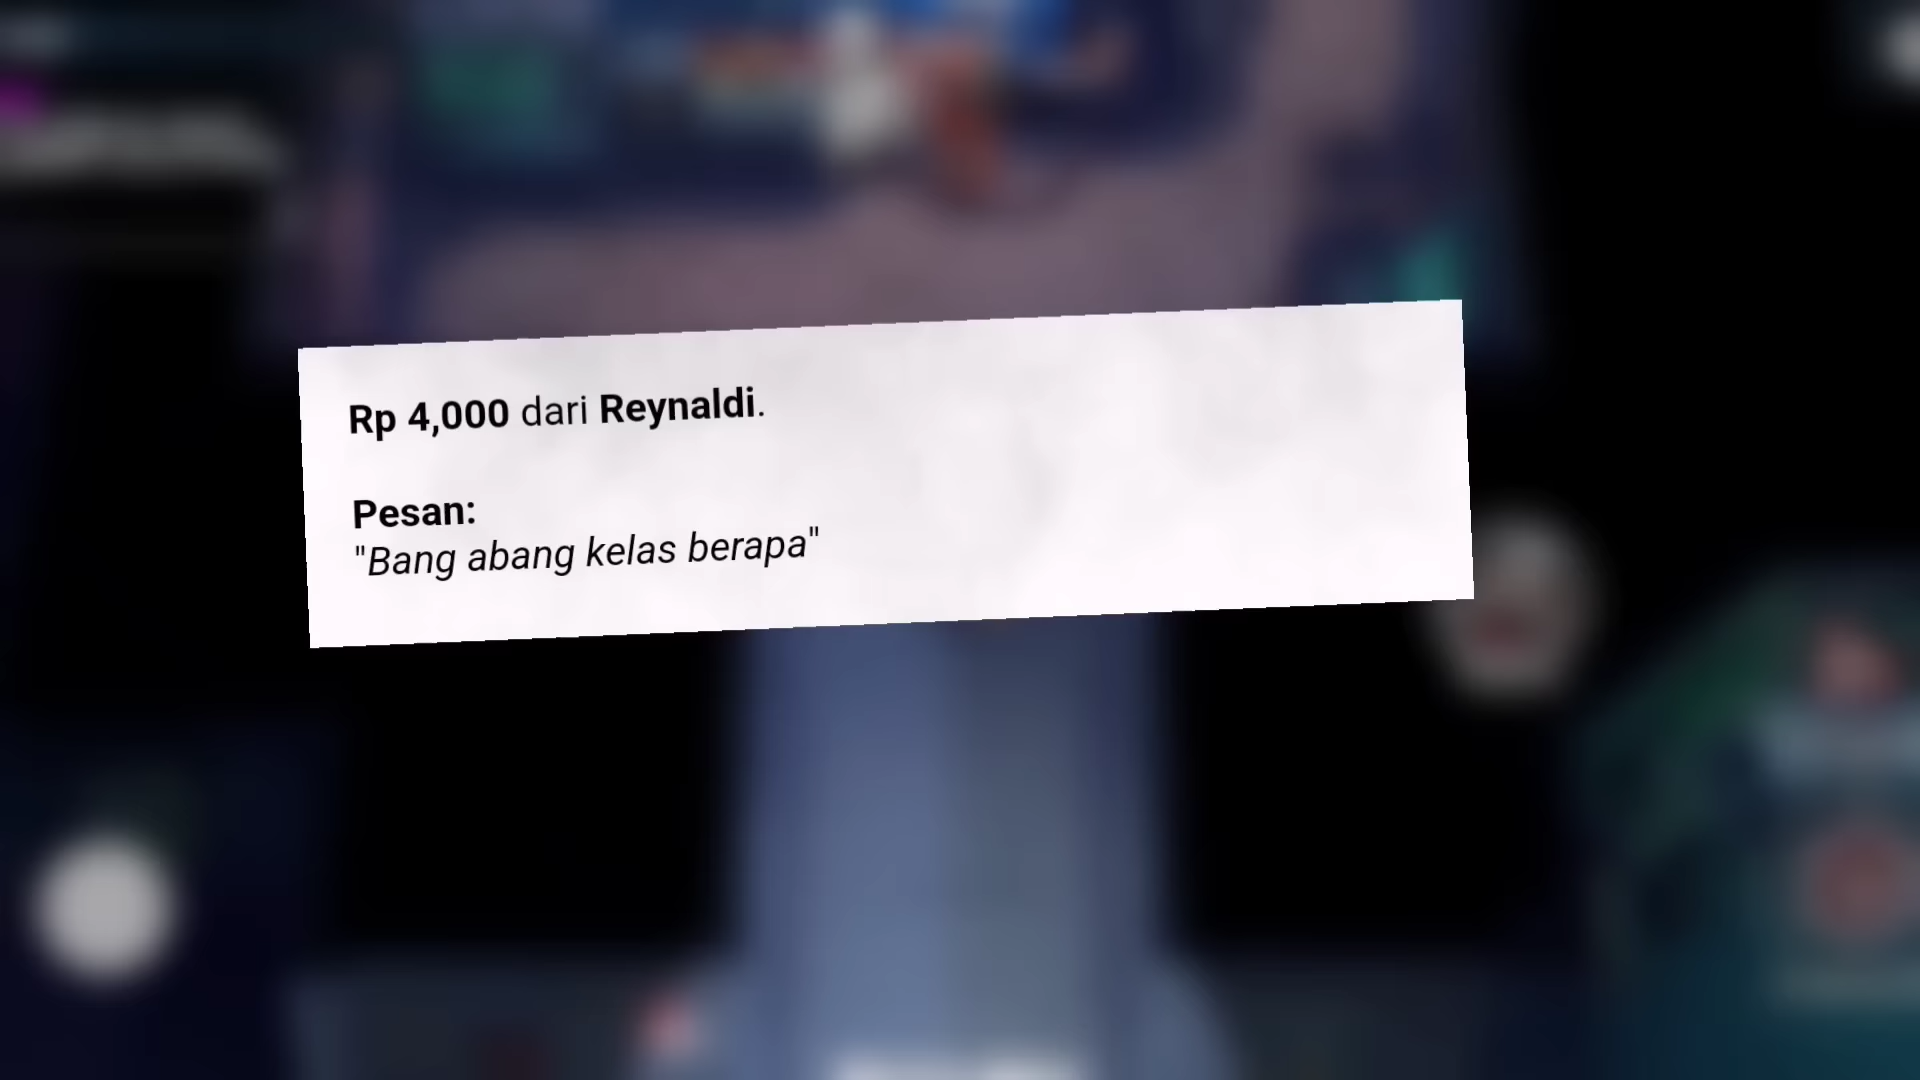 Rp 4,000 dari Reynaldi.
Pesan:
"Bang abang kelas berapa"